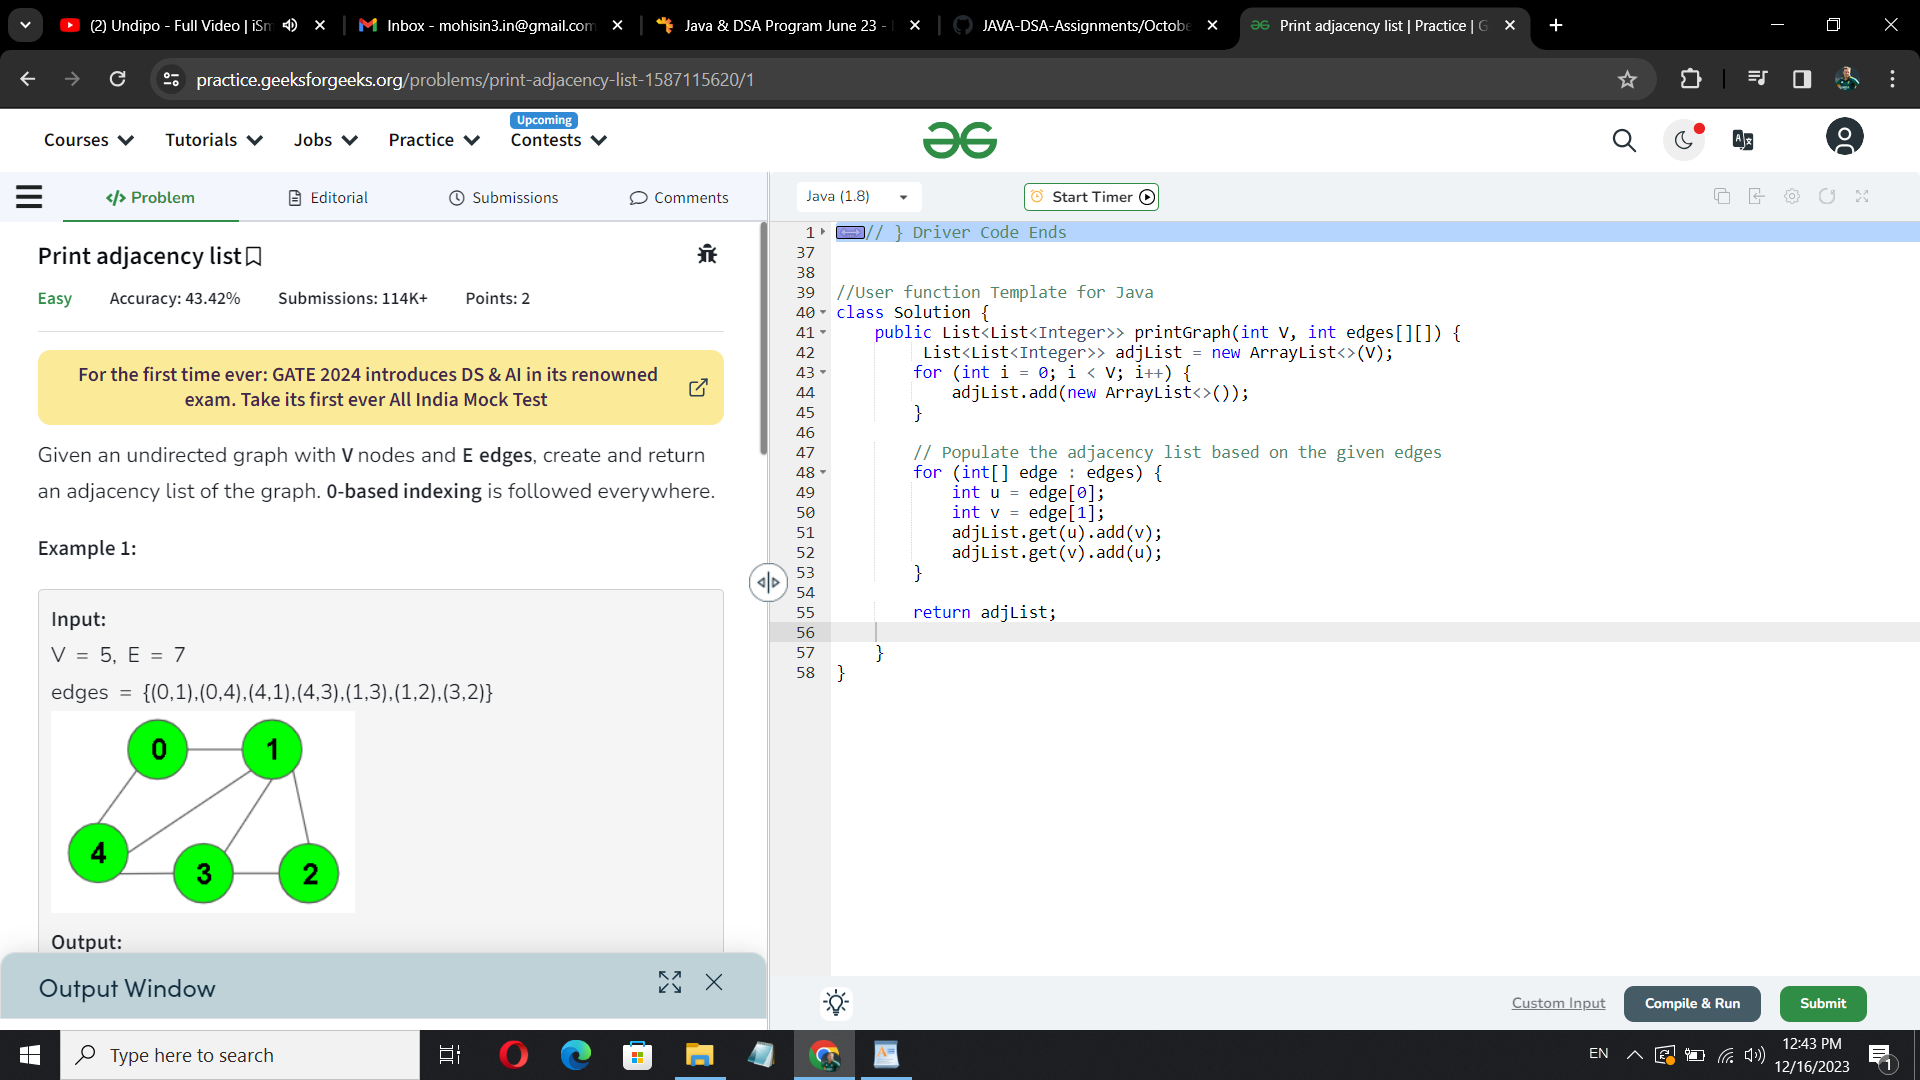 (2) Undipo - Full Video | iSm
Inbox - mohisin3.in@gmail.com
Java & DSA Program June 23 -
JAVA-DSA-Assignments/Octobe
Print adjacency list | Practice | G
practice.geeksforgeeks.org/problems/print-adjacency-list-1587115620/1
Courses
Tutorials
Jobs
Practice
Upcoming
Contests
Problem
Editorial
Submissions
Comments
Java (1.8)
Start Timer
Print adjacency list
Easy
Accuracy: 43.42%
Submissions: 114K+
Points: 2
For the first time ever: GATE 2024 introduces DS & AI in its renowned
exam. Take its first ever All India Mock Test
Given an undirected graph with V nodes and E edges, create and return
an adjacency list of the graph. 0-based indexing is followed everywhere.
Example 1:
Input:
V = 5, E = 7
edges = {(0,1),(0,4),(4,1),(4,3),(1,3),(1,2),(3,2)}
0
1
4
3
2
Output:
Output Window
1 // } Driver Code Ends
37
38
39 //User function Template for Java
40 class Solution {
41 public List<List<Integer>> printGraph(int V, int edges[][]) {
42 List<List<Integer>> adjList = new ArrayList<>(V);
43 for (int i = 0; i < V; i++) {
44 adjList.add(new ArrayList<>());
45 }
46
47 // Populate the adjacency list based on the given edges
48 for (int[] edge : edges) {
49 int u = edge[0];
50 int v = edge[1];
51 adjList.get(u).add(v);
52 adjList.get(v).add(u);
53 }
54
55 return adjList;
56
57 }
58 }
Custom Input
Compile & Run
Submit
Type here to search
EN
12:43 PM
12/16/2023
1